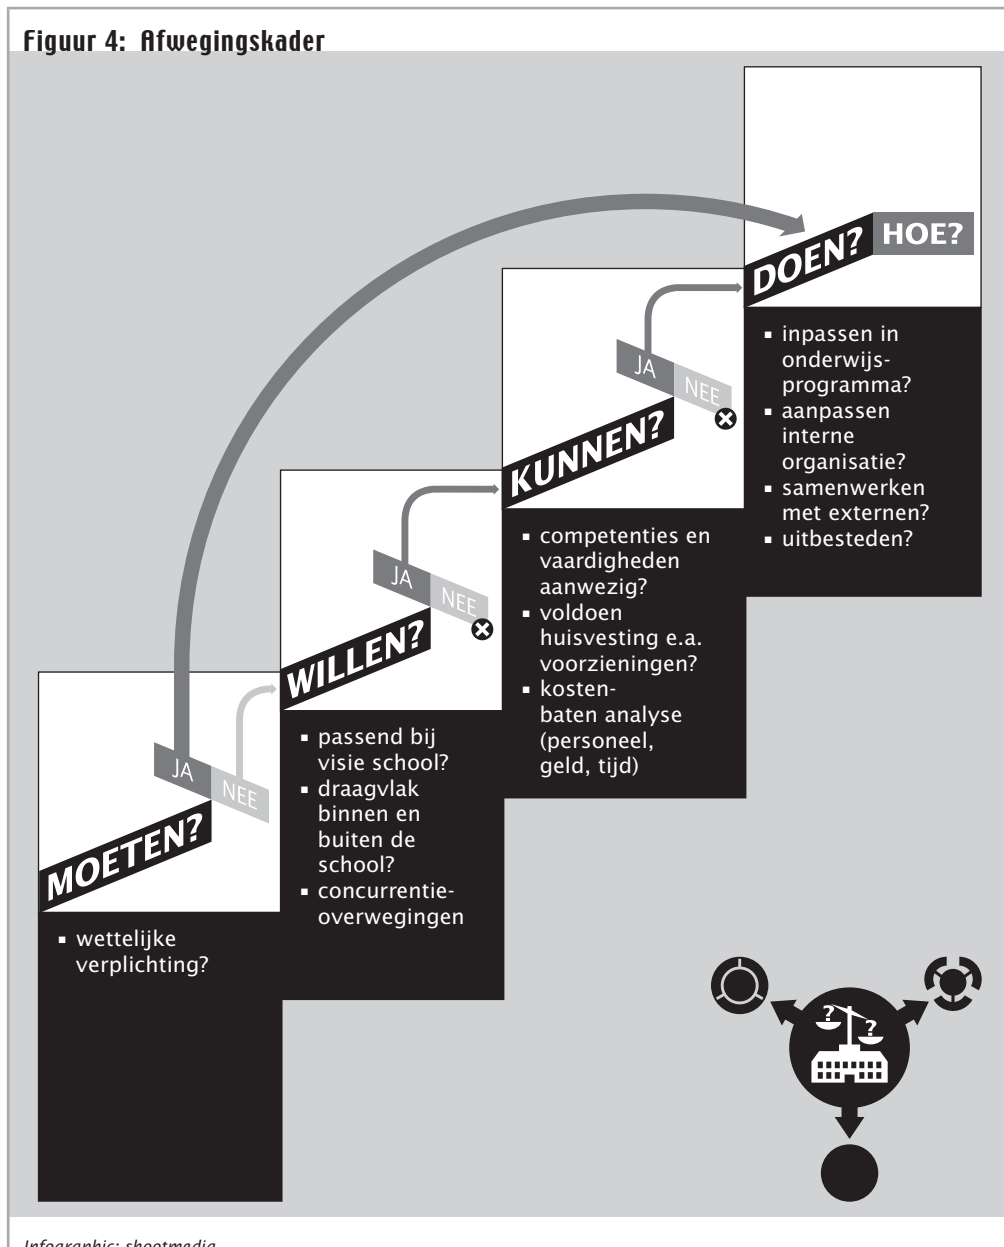 Figuur 4: Afwegingskader
MOETEN?
JA
NEE
▪ wettelijke
verplichting?
WILLEN?
JA
NEE
▪ passend bij
visie school?
▪ draagvlak
binnen en
buiten de
school?
▪ concurrentie-
overwegingen
KUNNEN?
JA
NEE
▪ competenties en
vaardigheden
aanwezig?
▪ voldoen
huisvesting e.a.
voorzieningen?
▪ kosten-
baten analyse
(personeel,
geld, tijd)
DOEN? HOE?
▪ inpassen in
onderwijs-
programma?
▪ aanpassen
interne
organisatie?
▪ samenwerken
met externen?
▪ uitbesteden?
? ?
Infographic: shootmedia